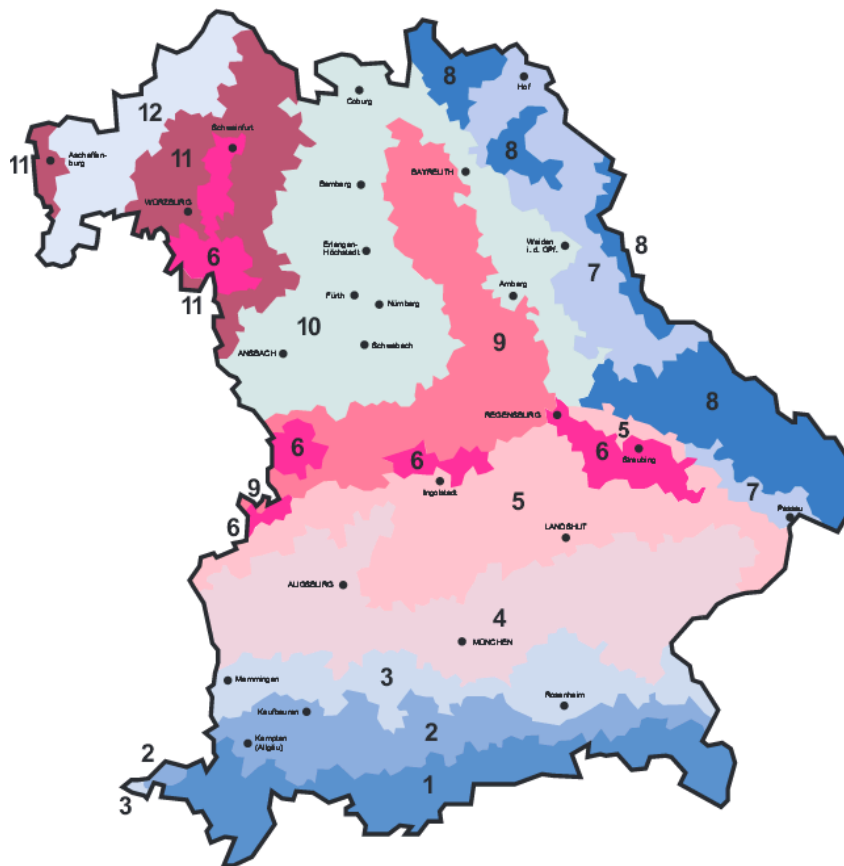 8
Hof
Coburg
12
Schweinfurt
11
8
11
Aschaffen-
burg
BAYREUTH
Bamberg
WÜRZBURG
8
Weiden
i. d. OPf.
Erlangen-
Höchstadt
6
7
11
Fürth
Nürnberg
Amberg
10
9
Schwabach
ANSBACH
8
REGENSBURG
5
6
6
6
Straubing
Ingolstadt
9
5
7
Passau
6
LANDSHUT
AUGSBURG
4
MÜNCHEN
3
Memmingen
Rosenheim
Kaufbeuren
2
Kempten
(Allgäu)
2
1
3